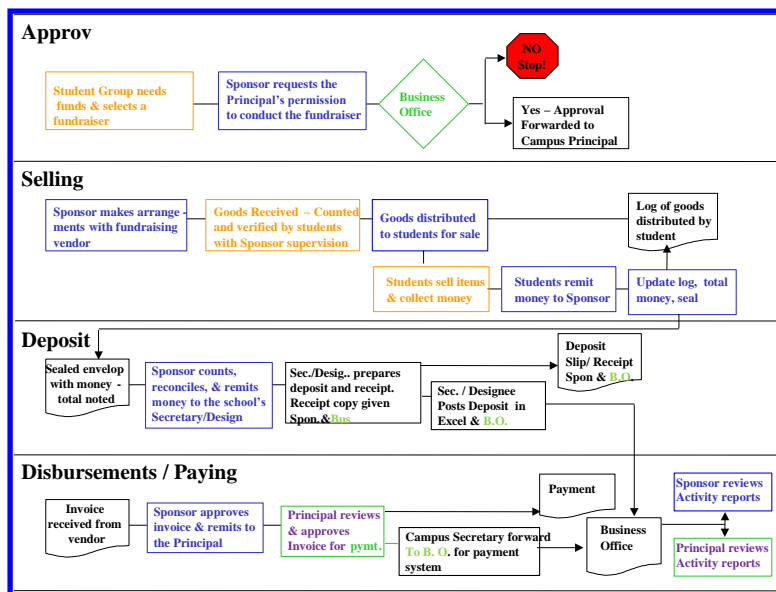 Approv
NO
Stop!
Student Group needs
funds & selects a
fundraiser
Sponsor requests the
Principal's permission
to conduct the fundraiser
Business
Office
Yes – Approval
Forwarded to
Campus Principal
Selling
Sponsor makes arrange -
ments with fundraising
vendor
Goods Received – Counted
and verified by students
with Sponsor supervision
Goods distributed
to students for sale
Log of goods
distributed by
student
Students sell items
& collect money
Students remit
money to Sponsor
Update log, total
money, seal
Deposit
Sealed envelop
with money -
total noted
Sponsor counts,
reconciles, & remits
money to the school's
Secretary/Design
Sec./Desig.. prepares
deposit and receipt.
Receipt copy given
Spon.&Bus
Sec. / Designee
Posts Deposit in
Excel & B.O.
Deposit
Slip/ Receipt
Spon & B.O.
Disbursements / Paying
Invoice
received from
vendor
Sponsor approves
invoice & remits to
the Principal
Principal reviews
& approves
Invoice for pymt.
Payment
Campus Secretary forward
To B. O. for payment
system
Business
Office
Sponsor reviews
Activity reports
Principal reviews
Activity reports